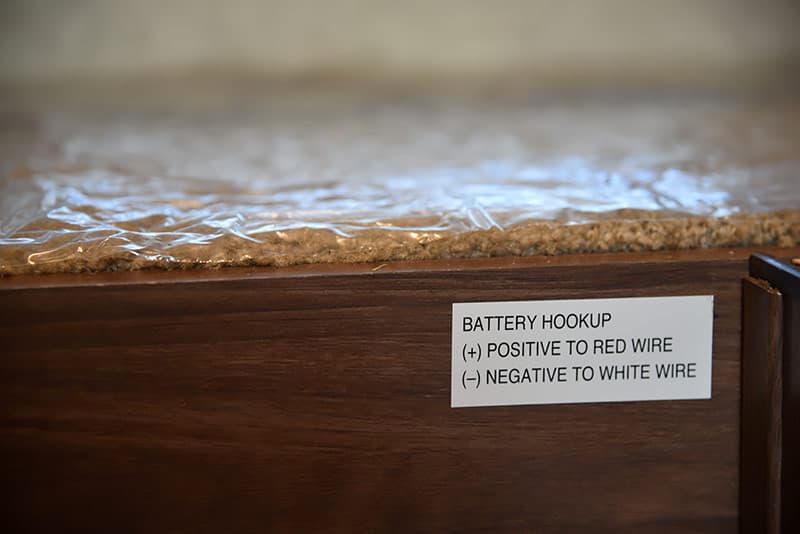 BATTERY HOOKUP
(+) POSITIVE TO RED WIRE
(–) NEGATIVE TO WHITE WIRE